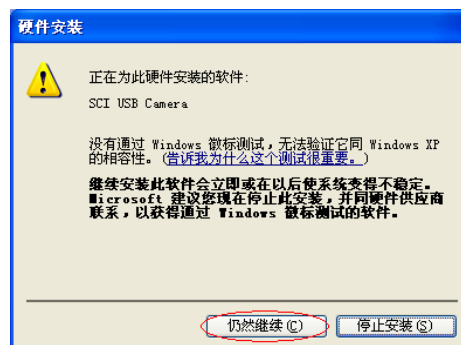 硬件安装
正在为此硬件安装的软件:
SCI USB Camera
没有通过 Windows 徽标测试，无法验证它同 Windows XP
的相容性。(告诉我为什么这个测试很重要。)
继续安装此软件会立即或在以后使系统变得不稳定。
Microsoft 建议您现在停止此安装，并同硬件供应商
联系，以获得通过 Windows 徽标测试的软件。
仍然继续(C)
停止安装(S)